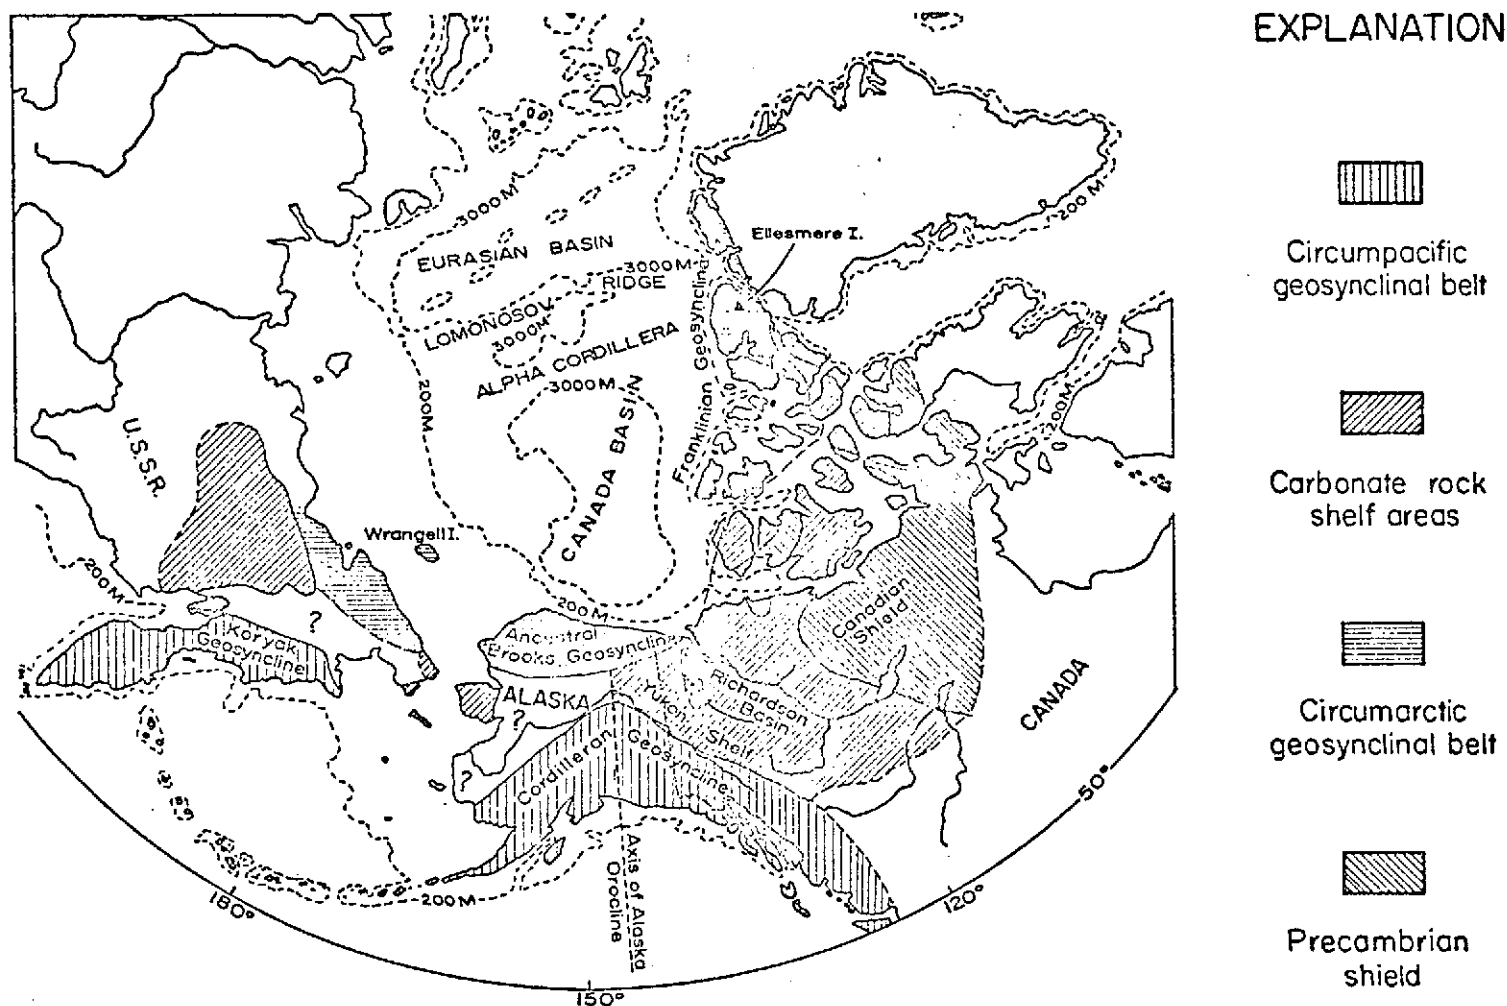 EXPLANATION
Circumpacific
geosynclinal belt
Carbonate rock
shelf areas
Circumarctic
geosynclinal belt
Precambrian
shield
3000M
EURASIAN BASIN
3000M
RIDGE
LOMONOSOV
3000M
ALPHA CORDILLERA
3000M
200M
CANADA BASIN
Franklinian Geosyncline
Ellesmere I.
200 M
200M
U.S.S.R.
Wrangell I.
200M
200M
?
Koryak
Geosyncline
Ancestral
Brooks Geosyncline
ALASKA
?
?
Yukon
Shelf
Richardson
Basin
Canadian
Shield
CANADA
Cordilleran
Geosyncline
Axis of Alaska
Orocline
200M
180°
150°
120°
50°